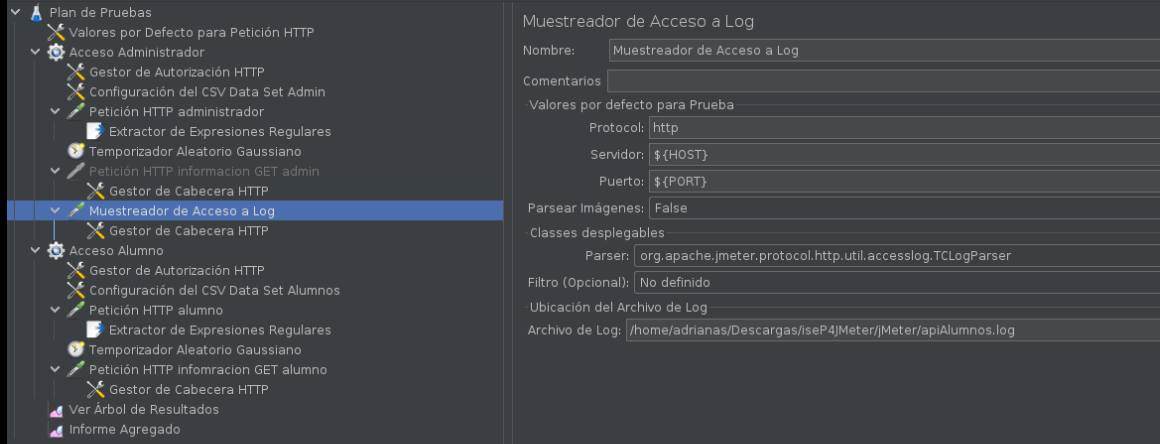 Plan de Pruebas
Valores por Defecto para Petición HTTP
Acceso Administrador
Gestor de Autorización HTTP
Configuración del CSV Data Set Admin
Petición HTTP administrador
Extractor de Expresiones Regulares
Temporizador Aleatorio Gaussiano
Petición HTTP informacion GET admin
Gestor de Cabecera HTTP
Muestreador de Acceso a Log
Gestor de Cabecera HTTP
Acceso Alumno
Gestor de Autorización HTTP
Configuración del CSV Data Set Alumnos
Petición HTTP alumno
Extractor de Expresiones Regulares
Temporizador Aleatorio Gaussiano
Petición HTTP infomracion GET alumno
Gestor de Cabecera HTTP
Ver Árbol de Resultados
Informe Agregado
Muestreador de Acceso a Log
Nombre: Muestreador de Acceso a Log
Comentarios
Valores por defecto para Prueba
Protocol: http
Servidor: ${HOST}
Puerto: ${PORT}
Parsear Imágenes: False
Classes desplegables
Parser: org.apache.jmeter.protocol.http.util.accesslog.TCLogParser
Filtro (Opcional): No definido
Ubicación del Archivo de Log
Archivo de Log: /home/adrianas/Descargas/iseP4JMeter/jMeter/apiAlumnos.log